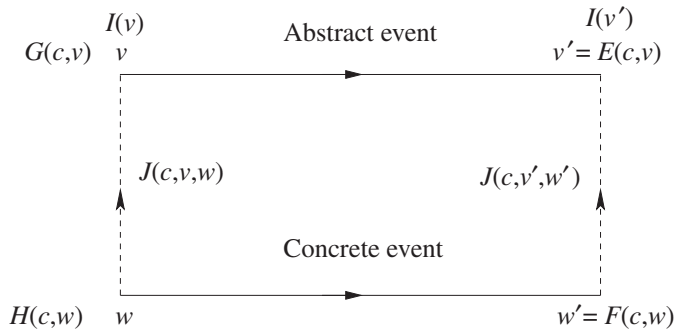 I(v)
I(v′)
Abstract event
G(c,v) v
v′ = E(c,v)
J(c,v,w)
J(c,v′,w′)
Concrete event
H(c,w) w
w′ = F(c,w)